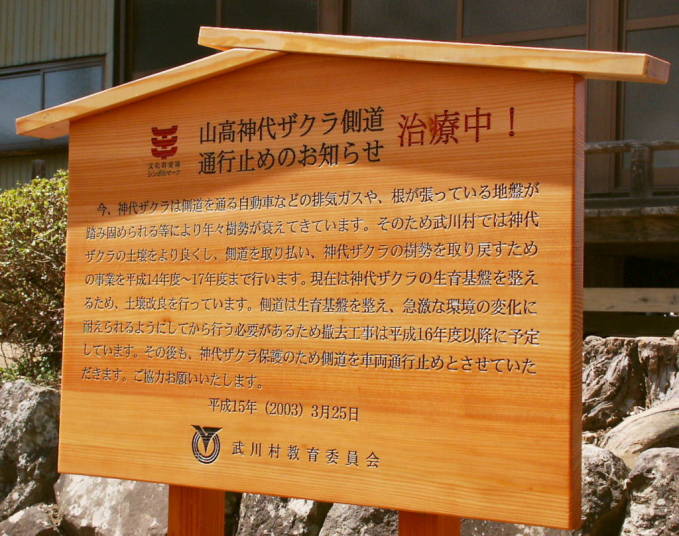 山高神代ザクラ側道
通行止めのお知らせ
治療中！
文化財愛護
シンボルマーク
今、神代ザクラは側道を通る自動車などの排気ガスや、根が張っている地盤が
踏み固められる等により年々樹勢が衰えてきています。そのため武川村では神代
ザクラの土壌をより良くし、側道を取り払い、神代ザクラの樹勢を取り戻すため
の事業を平成14年度〜17年度まで行います。現在は神代ザクラの生育基盤を整え
るため、土壌改良を行っています。側道は生育基盤を整え、急激な環境の変化に
耐えられるようにしてから行う必要があるため撤去工事は平成16年度以降に予定
しています。その後も、神代ザクラ保護のため側道を車両通行止めとさせていた
だきます。ご協力お願いいたします。
平成15年（2003）3月25日
武川村教育委員会